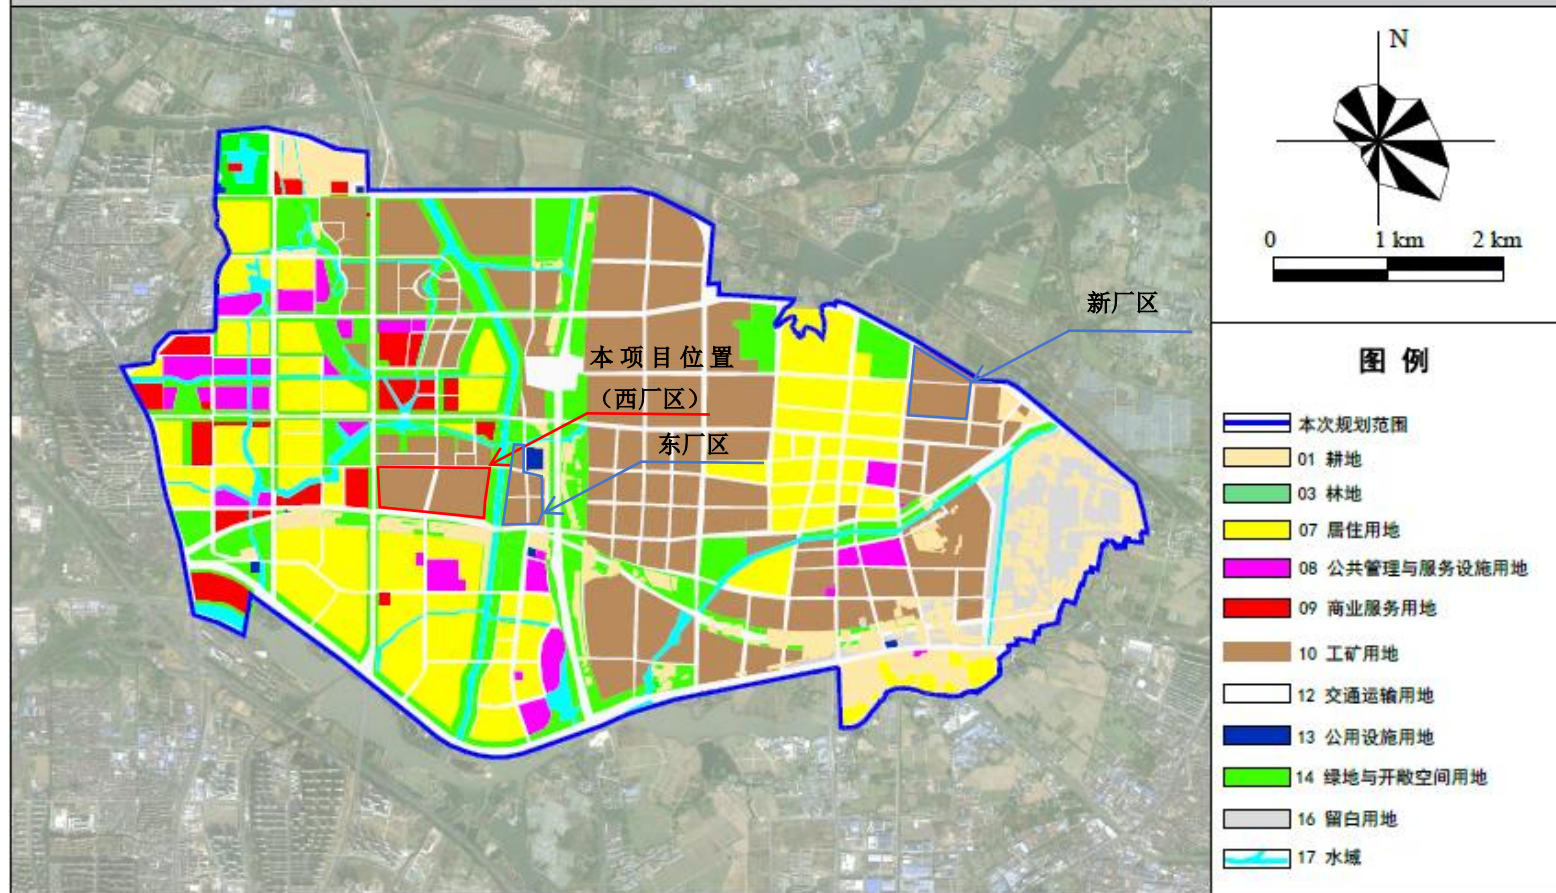 N
0 1 km 2 km
新厂区
本项目位置
（西厂区）
东厂区
图 例
本次规划范围
01 耕地
03 林地
07 居住用地
08 公共管理与服务设施用地
09 商业服务用地
10 工矿用地
12 交通运输用地
13 公用设施用地
14 绿地与开敞空间用地
16 留白用地
17 水域